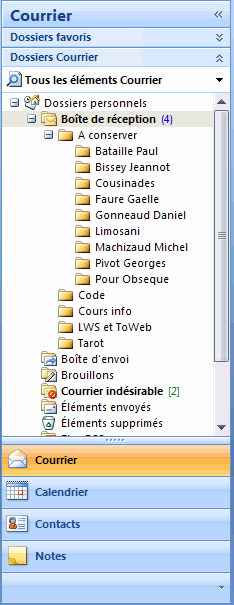 Courrier «
Dossiers favoris
Dossiers Courrier
Tous les éléments Courrier
Dossiers personnels
Boîte de réception (4)
A conserver
Bataille Paul
Bissey Jeannot
Cousinades
Faure Gaelle
Gonneaud Daniel
Limosani
Machizaud Michel
Pivot Georges
Pour Obseque
Code
Cours info
LWS et ToWeb
Tarot
Boîte d'envoi
Brouillons
Courrier indésirable [2]
Éléments envoyés
Éléments supprimés
Courrier
Calendrier
Contacts
Notes